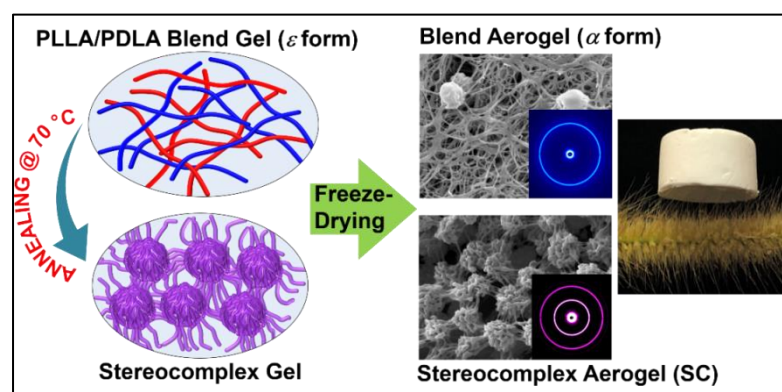 PLLA/PDLA Blend Gel (ε form)
ANNEALING @ 70 °C
Stereocomplex Gel
Freeze-
Drying
Blend Aerogel (α form)
Stereocomplex Aerogel (SC)